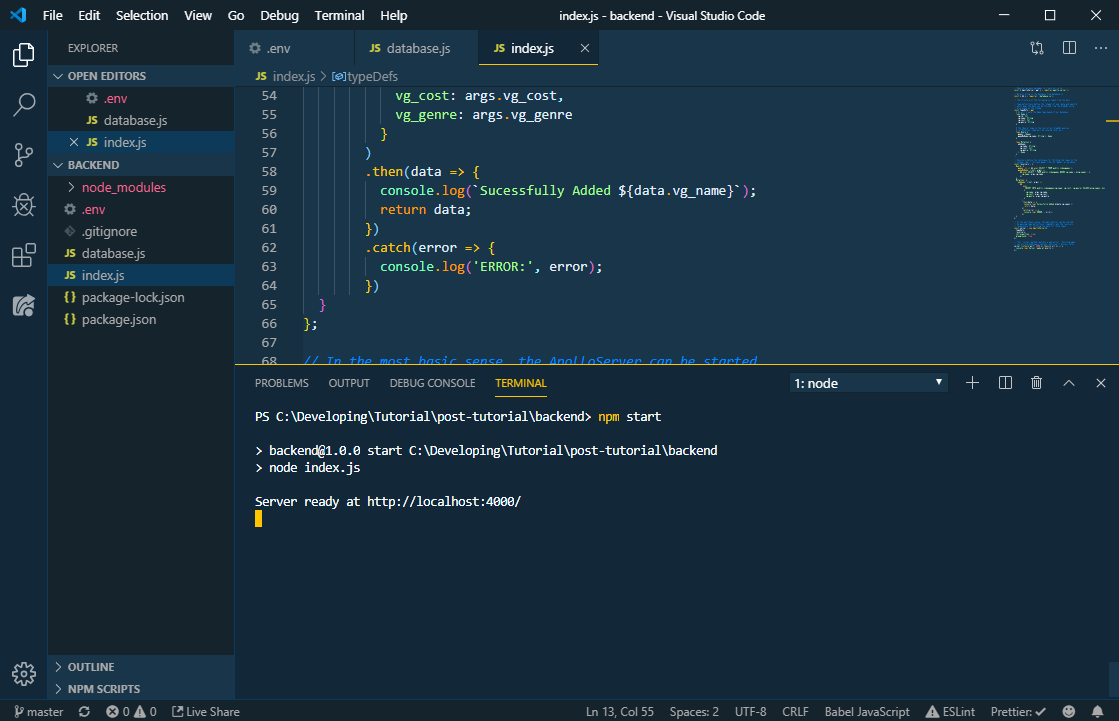 File Edit Selection View Go Debug Terminal Help index.js - backend - Visual Studio Code
EXPLORER
OPEN EDITORS
.env
JS database.js
JS index.js
BACKEND
node_modules
.env
.gitignore
JS database.js
JS index.js
{} package-lock.json
{} package.json
OUTLINE
NPM SCRIPTS
.env JS database.js JS index.js
JS index.js > typeDefs
54 vg_cost: args.vg_cost,
55 vg_genre: args.vg_genre
56 }
57 )
58 .then(data => {
59 console.log(`Sucessfully Added ${data.vg_name}`);
60 return data;
61 })
62 .catch(error => {
63 console.log('ERROR:', error);
64 })
65 }
66 };
67
68 // In the most basic sense, the ApolloServer can be started
PROBLEMS OUTPUT DEBUG CONSOLE TERMINAL 1: node
PS C:\Developing\Tutorial\post-tutorial\backend> npm start
> backend@1.0.0 start C:\Developing\Tutorial\post-tutorial\backend
> node index.js
Server ready at http://localhost:4000/
master 0 0 Live Share Ln 13, Col 55 Spaces: 2 UTF-8 CRLF Babel JavaScript ESLint Prettier: ✓